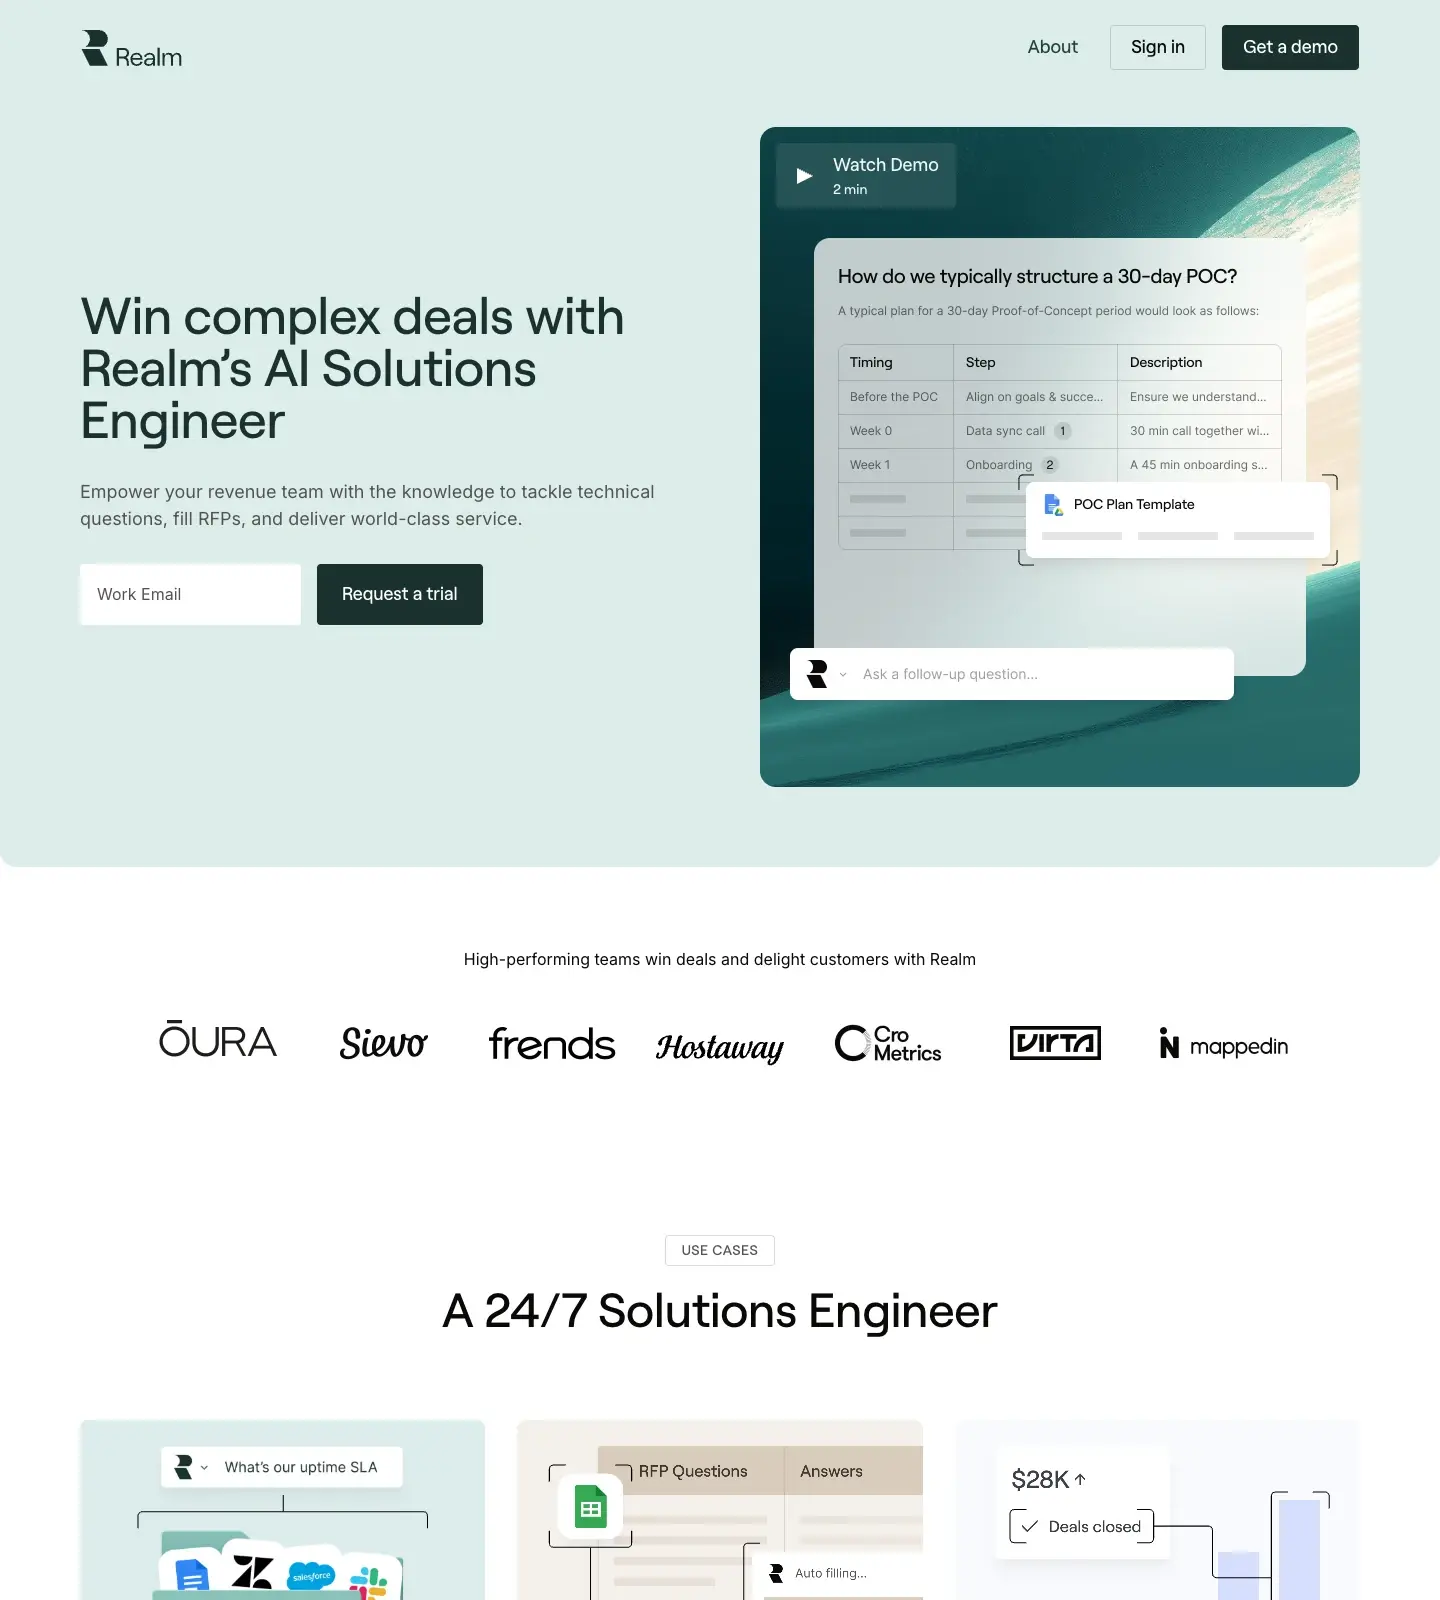 Realm
About
Sign in
Get a demo
Watch Demo
2 min
How do we typically structure a 30-day POC?
A typical plan for a 30-day Proof-of-Concept period would look as follows:
Timing Step Description
Before the POC Align on goals & succe... Ensure we understand...
Week 0 Data sync call 1 30 min call together wi...
Week 1 Onboarding 2 A 45 min onboarding s...
POC Plan Template
Ask a follow-up question...
Win complex deals with
Realm's AI Solutions
Engineer
Empower your revenue team with the knowledge to tackle technical
questions, fill RFPs, and deliver world-class service.
Work Email
Request a trial
High-performing teams win deals and delight customers with Realm
ŌURA
Sievo
frends
Hostaway
Cro
Metrics
VIRTA
mappedin
USE CASES
A 24/7 Solutions Engineer
What's our uptime SLA
salesforce
RFP Questions Answers
Auto filling...
$28K
Deals closed